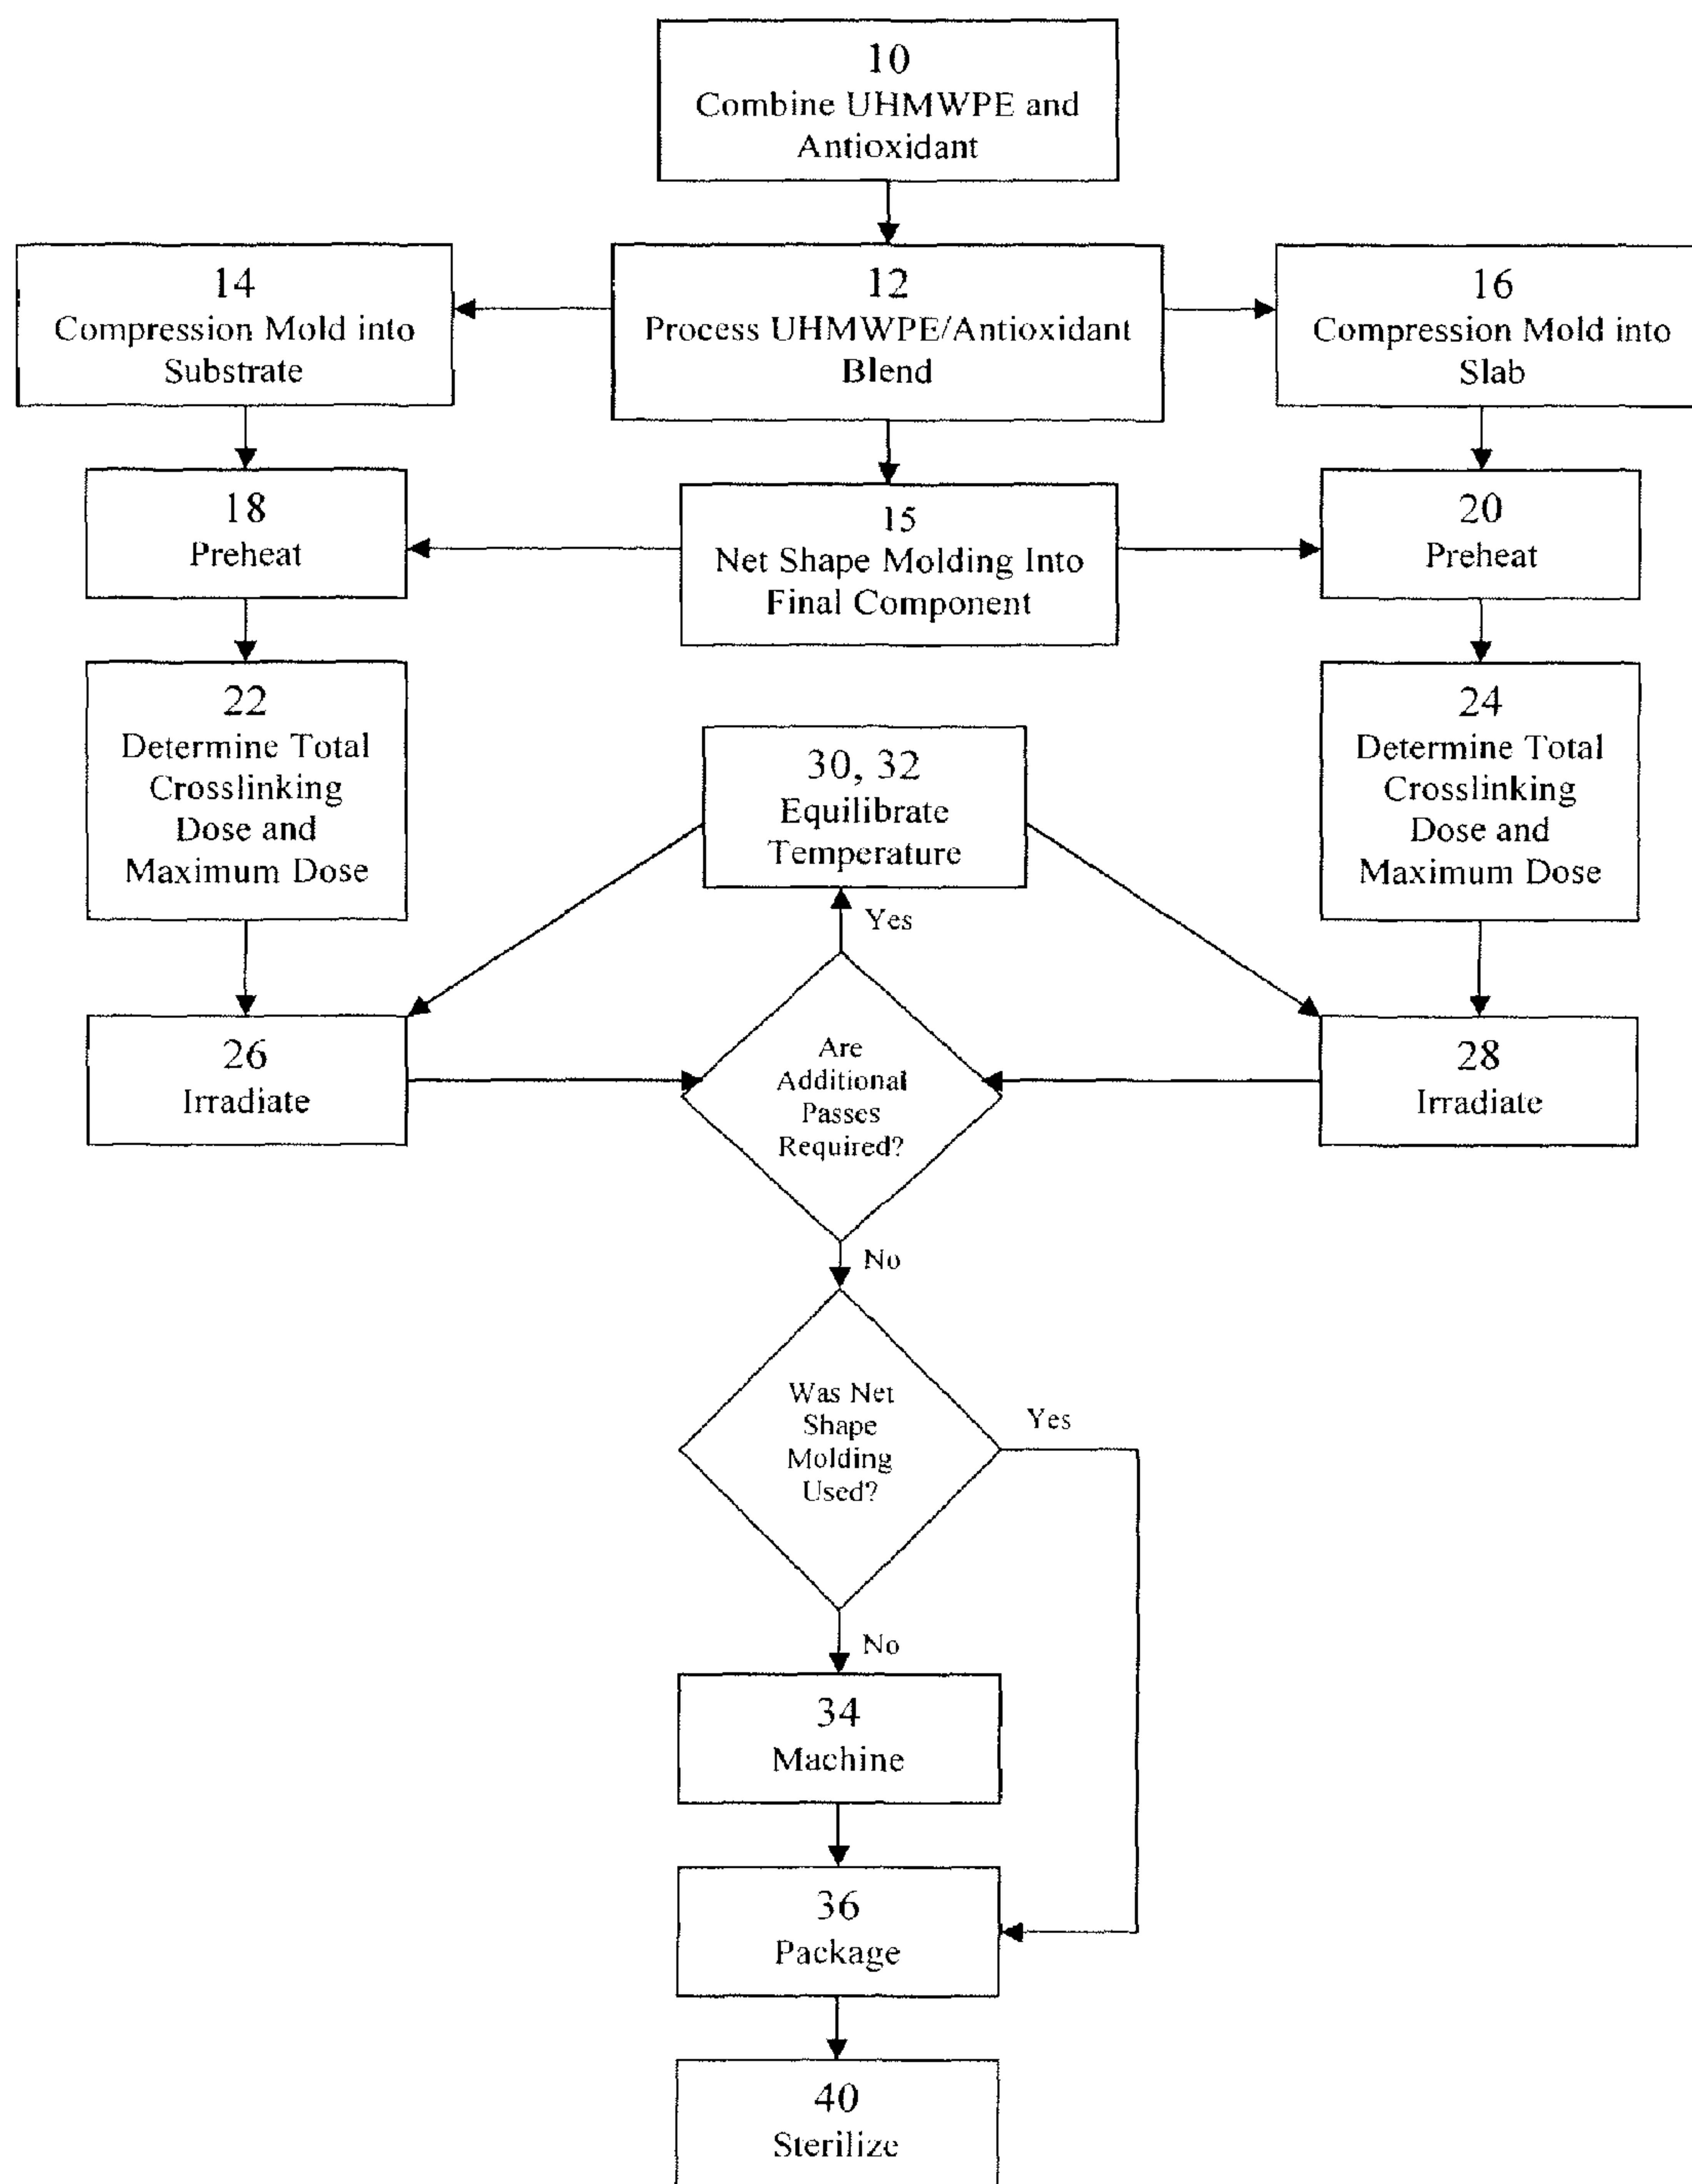 10
Combine UHMWPE and
Antioxidant
14
Compression Mold into
Substrate
12
Process UHMWPE/Antioxidant
Blend
16
Compression Mold into
Slab
18
Preheat
15
Net Shape Molding Into
Final Component
20
Preheat
22
Determine Total
Crosslinking
Dose and
Maximum Dose
30, 32
Equilibrate
Temperature
24
Determine Total
Crosslinking
Dose and
Maximum Dose
Yes
26
Irradiate
Are
Additional
Passes
Required?
28
Irradiate
No
Was Net
Shape
Molding
Used?
Yes
No
34
Machine
36
Package
40
Sterilize